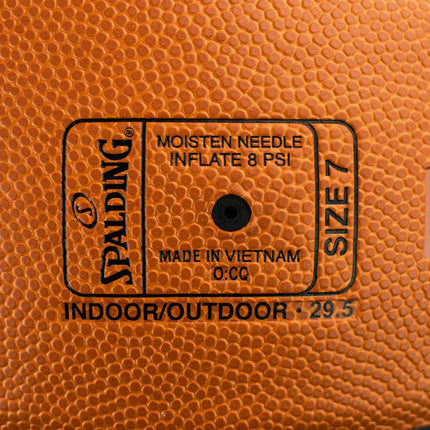 SPALDING®
S
MOISTEN NEEDLE
INFLATE 8 PSI
MADE IN VIETNAM
O:CQ
SIZE 7
INDOOR/OUTDOOR · 29.5